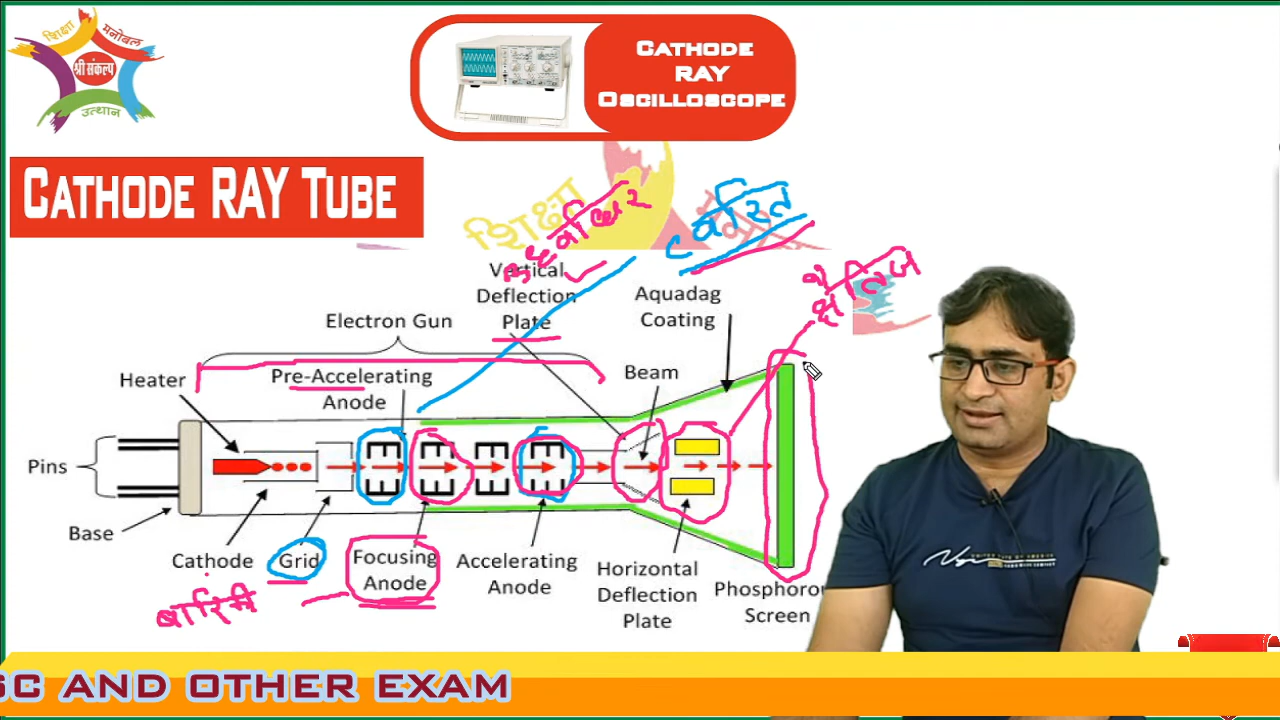 शिक्षा
मनोबल
श्री संकल्प
उत्थान
CATHODE
RAY
OSCILLOSCOPE
CATHODE RAY TUBE
शिक्षा
त्वरित
Vertical
Deflection
Plate
Aquadag
Coating
क्षैतिज
Electron Gun
Heater
Pre-Accelerating
Anode
Beam
Pins
Base
Cathode
Grid
Focusing
Anode
Accelerating
Anode
Horizontal
Deflection
Plate
Phosphorou
Screen
SC AND OTHER EXAM